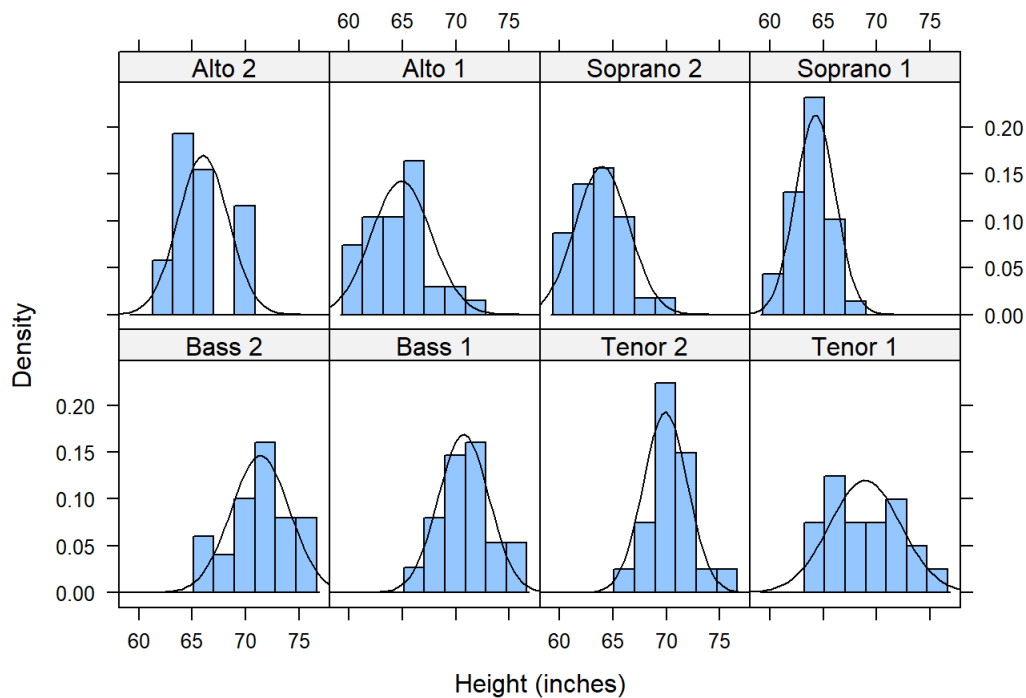 60 65 70 75 60 65 70 75
Alto 2 Alto 1 Soprano 2 Soprano 1
0.20
0.15
0.10
0.05
0.00
Density
Bass 2 Bass 1 Tenor 2 Tenor 1
0.20
0.15
0.10
0.05
0.00
60 65 70 75 60 65 70 75
Height (inches)